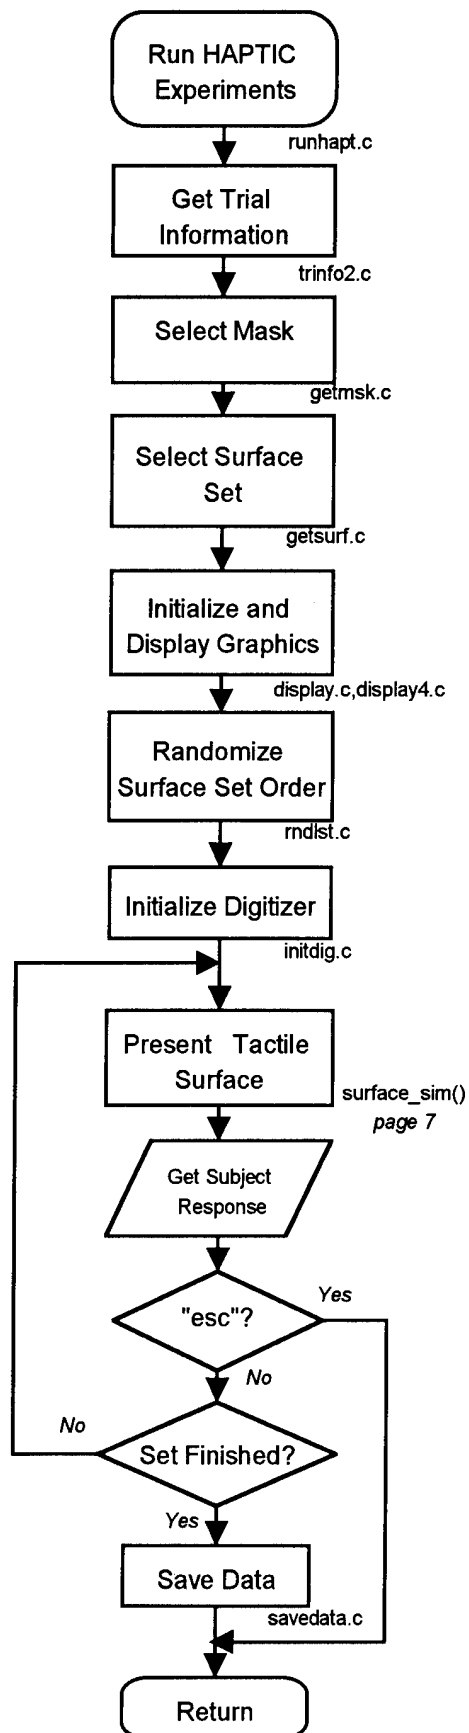 Run HAPTIC
Experiments
runhapt.c
Get Trial
Information
trinfo2.c
Select Mask
getmsk.c
Select Surface
Set
getsurf.c
Initialize and
Display Graphics
display.c,display4.c
Randomize
Surface Set Order
rndlst.c
Initialize Digitizer
initdig.c
Present Tactile
Surface
surface_sim()
page 7
Get Subject
Response
"esc"?
Yes
No
No
Set Finished?
Yes
Save Data
savedata.c
Return